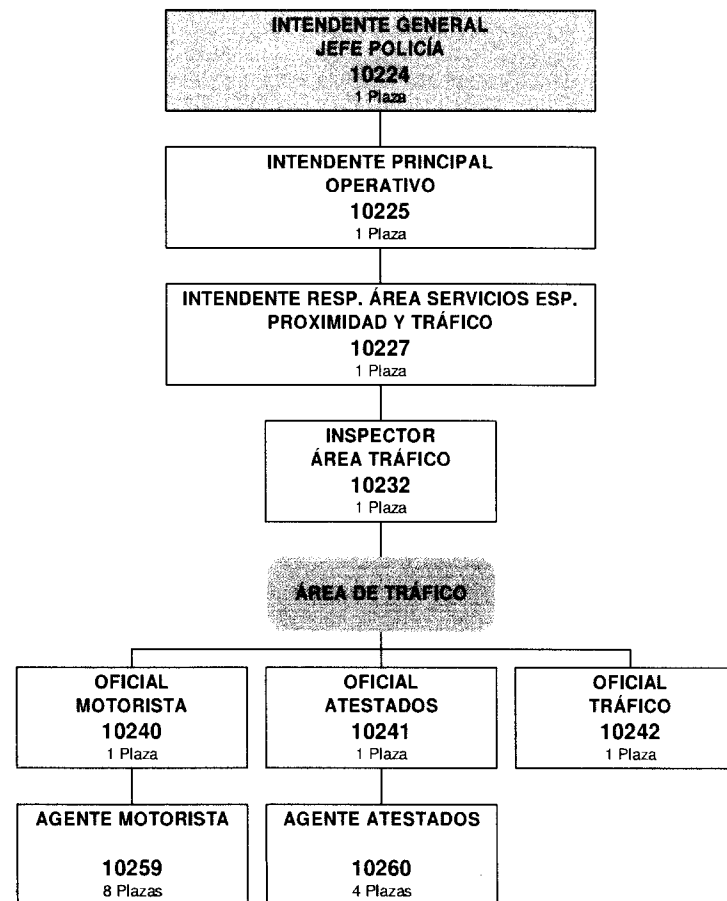 INTENDENTE GENERAL
JEFE POLICÍA
10224
1 Plaza
INTENDENTE PRINCIPAL
OPERATIVO
10225
1 Plaza
INTENDENTE RESP. ÁREA SERVICIOS ESP.
PROXIMIDAD Y TRÁFICO
10227
1 Plaza
INSPECTOR
ÁREA TRÁFICO
10232
1 Plaza
ÁREA DE TRÁFICO
OFICIAL
MOTORISTA
10240
1 Plaza
OFICIAL
ATESTADOS
10241
1 Plaza
OFICIAL
TRÁFICO
10242
1 Plaza
AGENTE MOTORISTA
10259
8 Plazas
AGENTE ATESTADOS
10260
4 Plazas